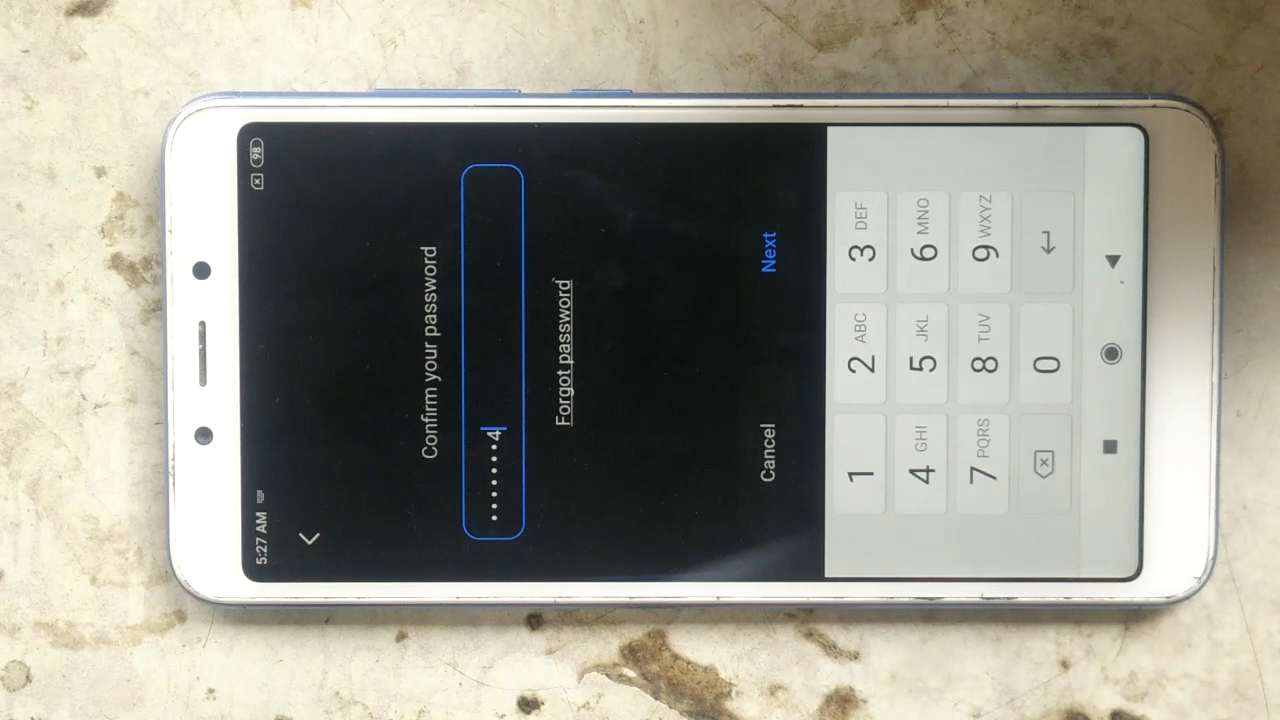 5:27 AM 98
Confirm your password
•••••••4
Forgot password
Cancel Next
1 2 ABC 3 DEF
4 GHI 5 JKL 6 MNO
7 PQRS 8 TUV 9 WXYZ
0